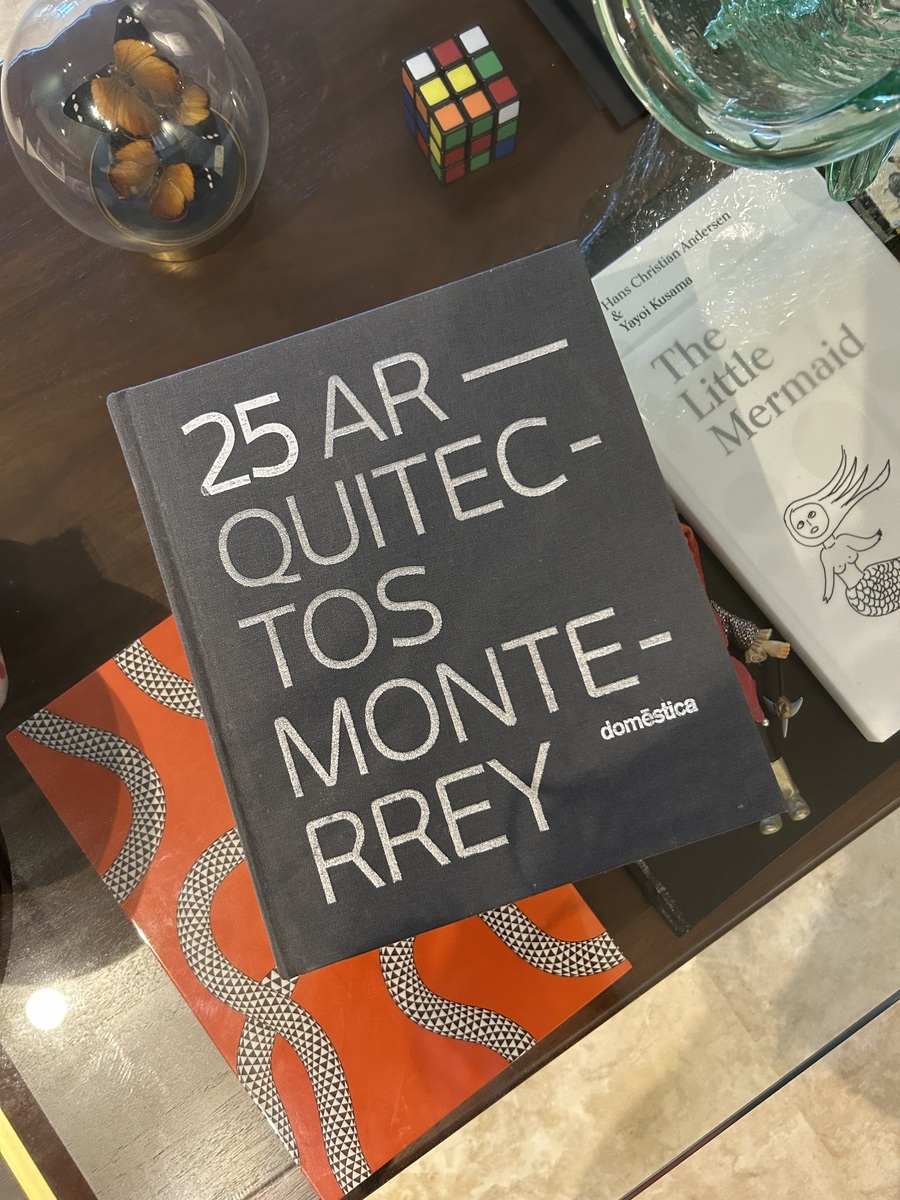 25 AR —
QUITEC-
TOS
MONTE-
RREY
domēstica
Hans Christian Andersen
&
Yayoi Kusama
The
Little
Mermaid